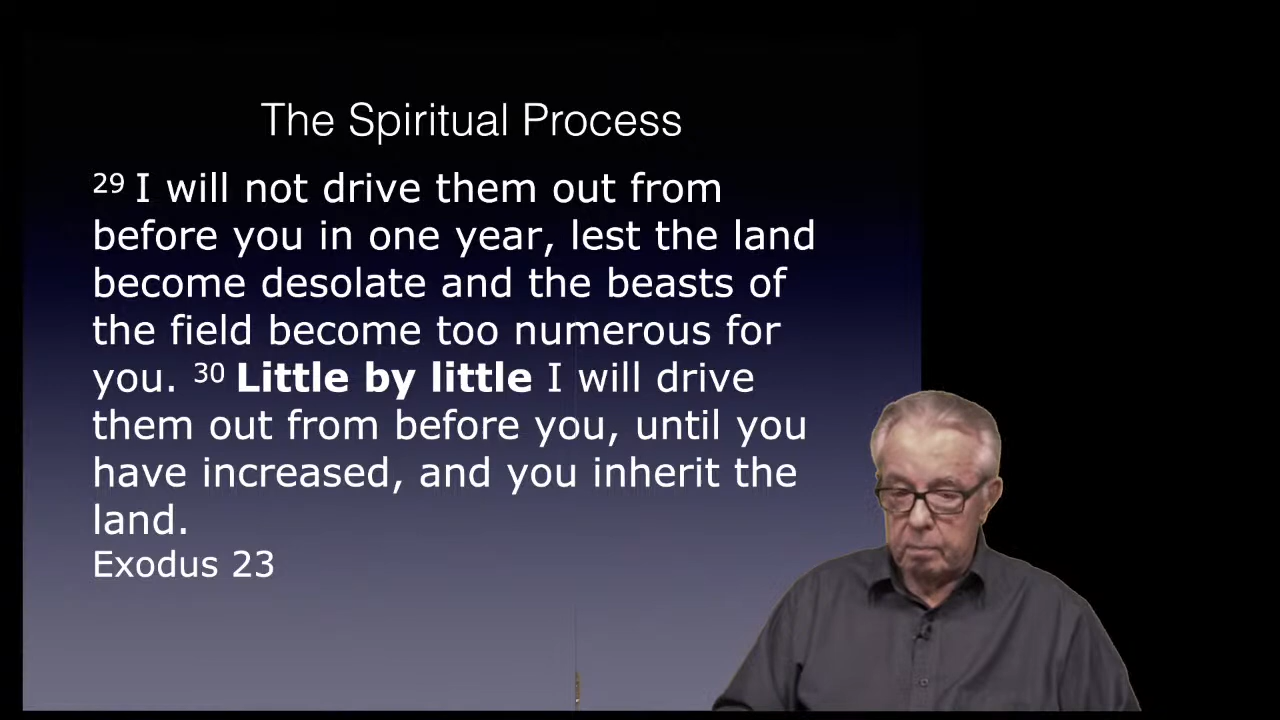 The Spiritual Process
29 I will not drive them out from
before you in one year, lest the land
become desolate and the beasts of
the field become too numerous for
you. 30 Little by little I will drive
them out from before you, until you
have increased, and you inherit the
land.
Exodus 23